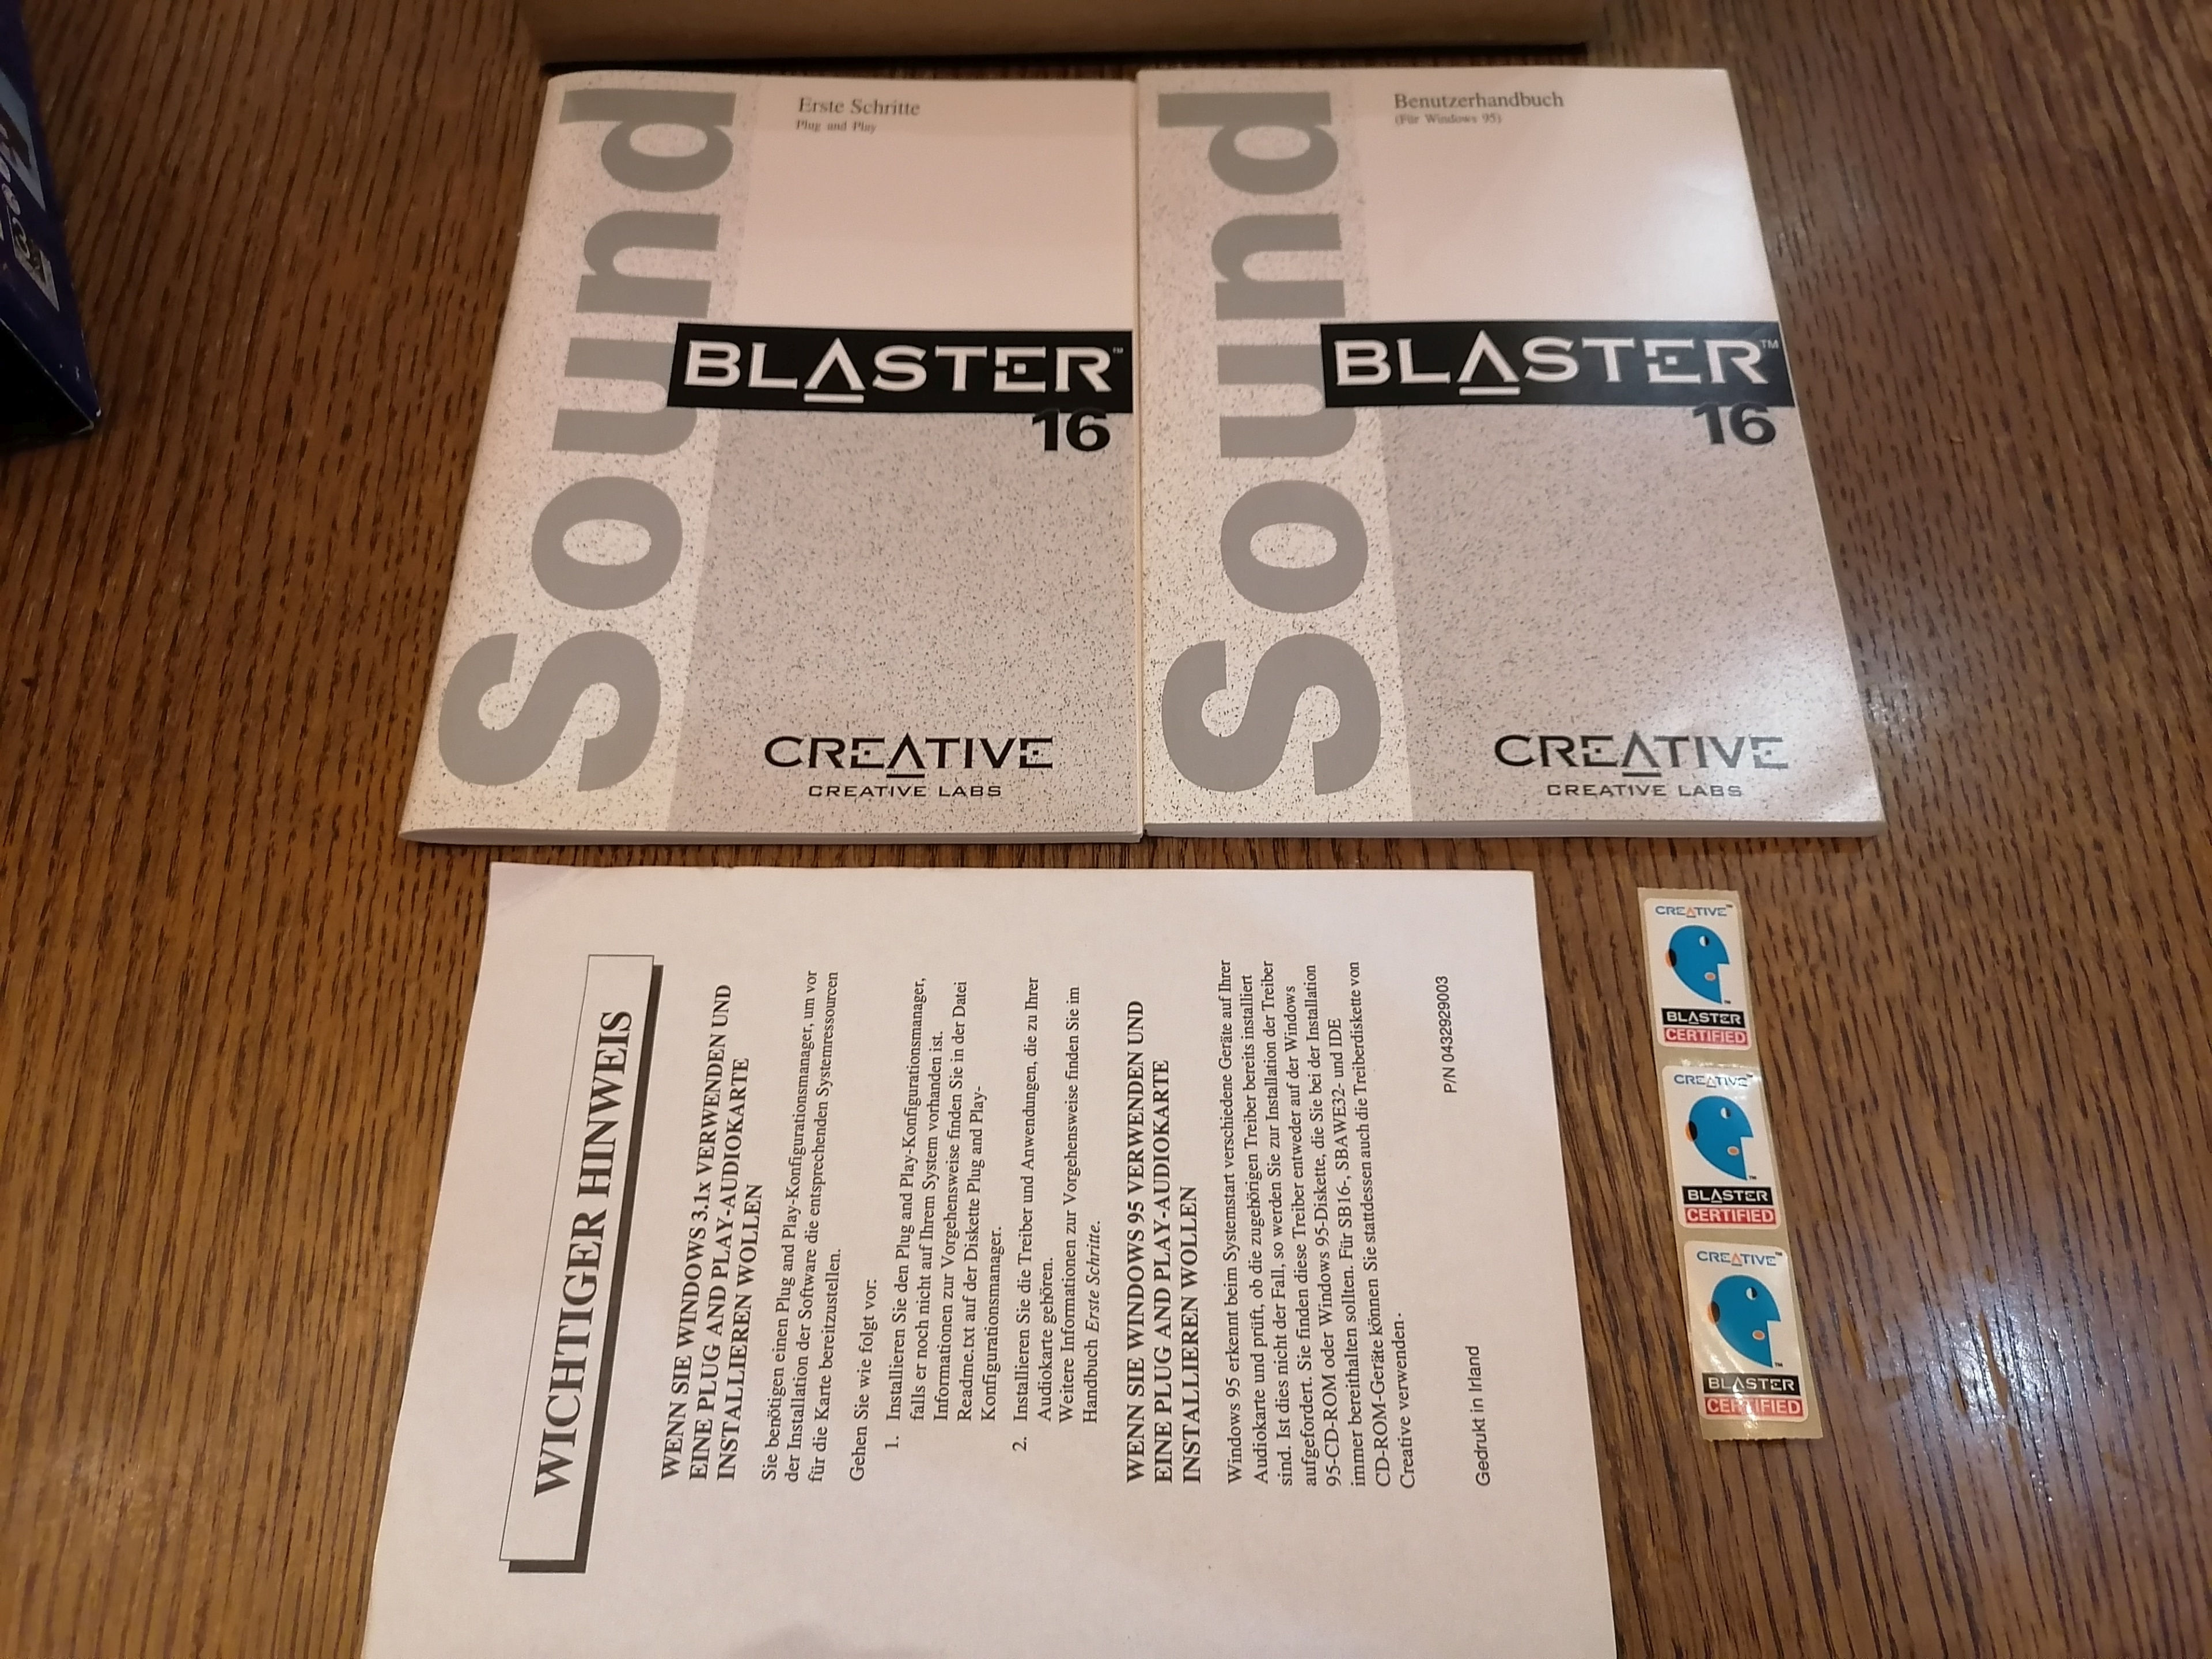 Sound
Erste Schritte
Plug and Play
BLASTER™
16
CREATIVE
CREATIVE LABS
Sound
Benutzerhandbuch
(Für Windows 95)
BLASTER™
16
CREATIVE
CREATIVE LABS
WICHTIGER HINWEIS
WENN SIE WINDOWS 3.1x VERWENDEN UND
EINE PLUG AND PLAY-AUDIOKARTE
INSTALLIEREN WOLLEN
Sie benötigen einen Plug and Play-Konfigurationsmanager, um vor
der Installation der Software die entsprechenden Systemressourcen
für die Karte bereitzustellen.
Gehen Sie wie folgt vor:
1. Installieren Sie den Plug and Play-Konfigurationsmanager,
falls er noch nicht auf Ihrem System vorhanden ist.
Informationen zur Vorgehensweise finden Sie in der Datei
Readme.txt auf der Diskette Plug and Play-
Konfigurationsmanager.
2. Installieren Sie die Treiber und Anwendungen, die zu Ihrer
Audiokarte gehören.
Weitere Informationen zur Vorgehensweise finden Sie im
Handbuch Erste Schritte.
WENN SIE WINDOWS 95 VERWENDEN UND
EINE PLUG AND PLAY-AUDIOKARTE
INSTALLIEREN WOLLEN
Windows 95 erkennt beim Systemstart verschiedene Geräte auf Ihrer
Audiokarte und prüft, ob die zugehörigen Treiber bereits installiert
sind. Ist dies nicht der Fall, so werden Sie zur Installation der Treiber
aufgefordert. Sie finden diese Treiber entweder auf der Windows
95-CD-ROM oder Windows 95-Diskette, die Sie bei der Installation
immer bereithalten sollten. Für SB16-, SBAWE32- und IDE
CD-ROM-Geräte können Sie stattdessen auch die Treiberdiskette von
Creative verwenden.
P/N 0432929003
Gedruckt in Irland
CREATIVE™
BLASTER
CERTIFIED
CREATIVE™
BLASTER
CERTIFIED
CREATIVE™
BLASTER
CERTIFIED